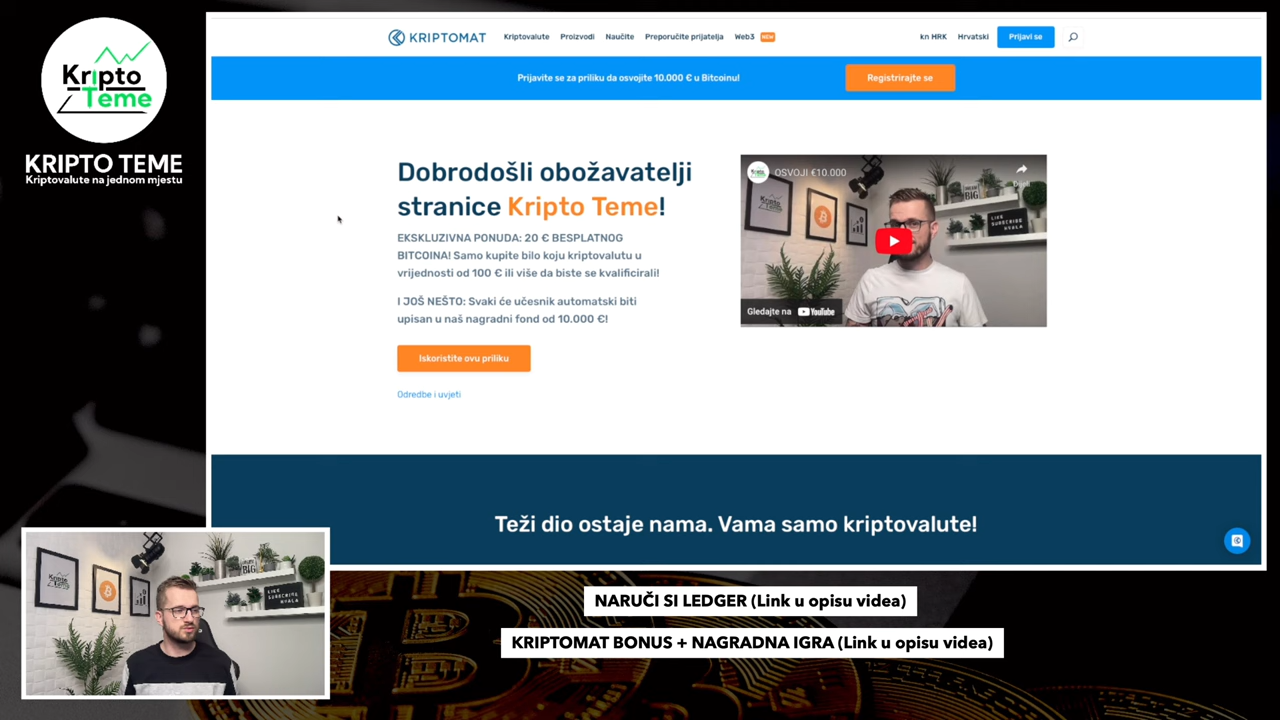 Kripto
Teme
KRIPTO TEME
Kriptovalute na jednom mjestu
KRIPTOMAT
Kriptovalute Proizvodi Naučite Preporučite prijatelja Web3 NEW
kn HRK Hrvatski Prijavi se
Prijavite se za priliku da osvojite 10.000 € u Bitcoinu!
Registrirajte se
Dobrodošli obožavatelji
stranice Kripto Teme!
EKSKLUZIVNA PONUDA: 20 € BESPLATNOG
BITCOINA! Samo kupite bilo koju kriptovalutu u
vrijednosti od 100 € ili više da biste se kvalificirali!
I JOŠ NEŠTO: Svaki će učesnik automatski biti
upisan u naš nagradni fond od 10.000 €!
Iskoristite ovu priliku
Odredbe i uvjeti
OSVOJI €10.000
Gledajte na YouTube
Teži dio ostaje nama. Vama samo kriptovalute!
NARUČI SI LEDGER (Link u opisu videa)
KRIPTOMAT BONUS + NAGRADNA IGRA (Link u opisu videa)